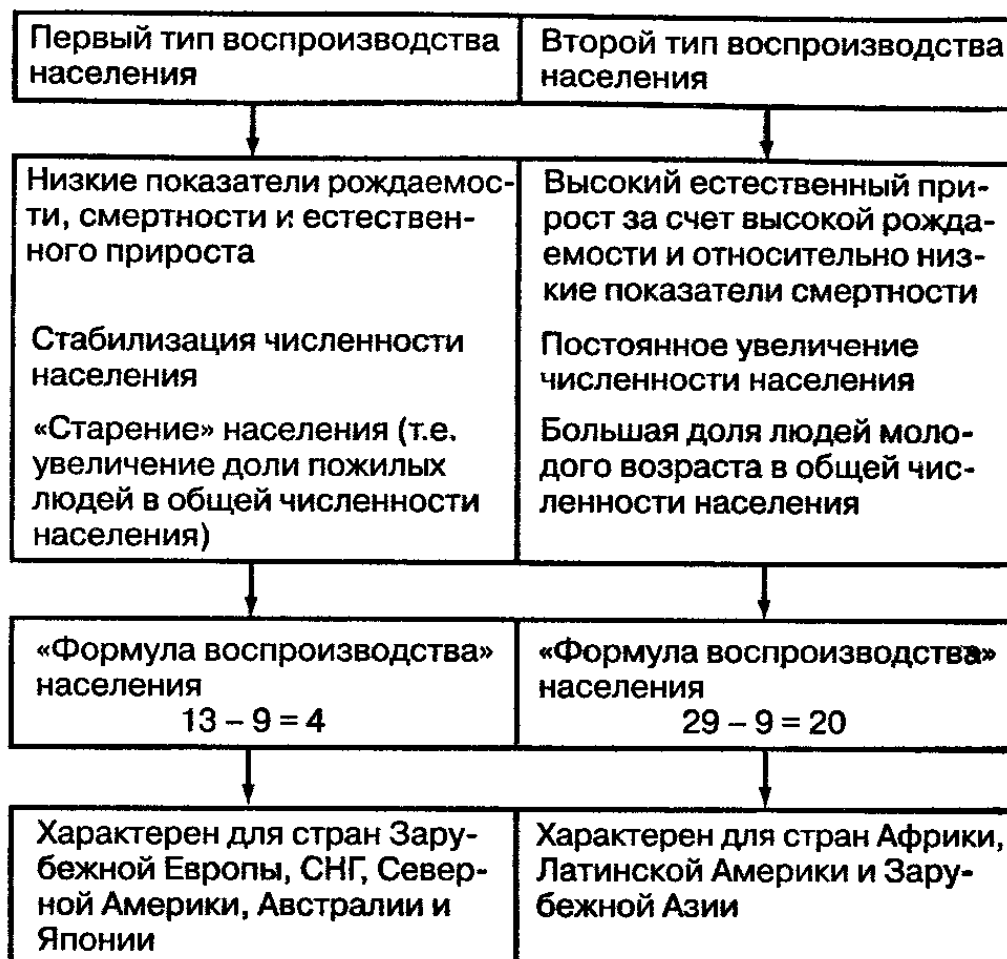 Первый тип воспроизводства
населения
Второй тип воспроизводства
населения
Низкие показатели рождаемос-
ти, смертности и естествен-
ного прироста
Стабилизация численности
населения
«Старение» населения (т.е.
увеличение доли пожилых
людей в общей численности
населения)
Высокий естественный при-
рост за счет высокой рожда-
емости и относительно низ-
кие показатели смертности
Постоянное увеличение
численности населения
Большая доля людей моло-
дого возраста в общей чис-
ленности населения
«Формула воспроизводства»
населения
13 – 9 = 4
«Формула воспроизводства»
населения
29 – 9 = 20
Характерен для стран Зару-
бежной Европы, СНГ, Север-
ной Америки, Австралии и
Японии
Характерен для стран Африки,
Латинской Америки и Зару-
бежной Азии